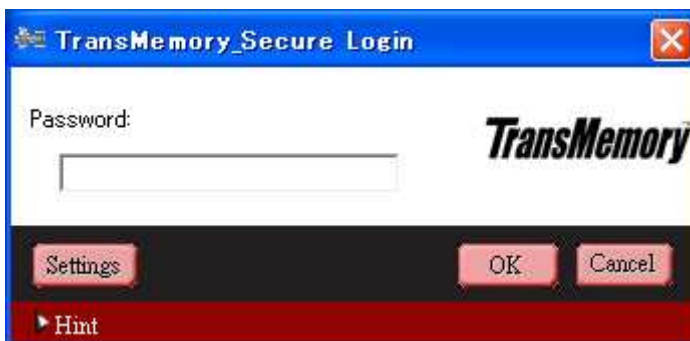 TransMemory_Secure Login
Password:
TransMemory
Settings
OK
Cancel
Hint